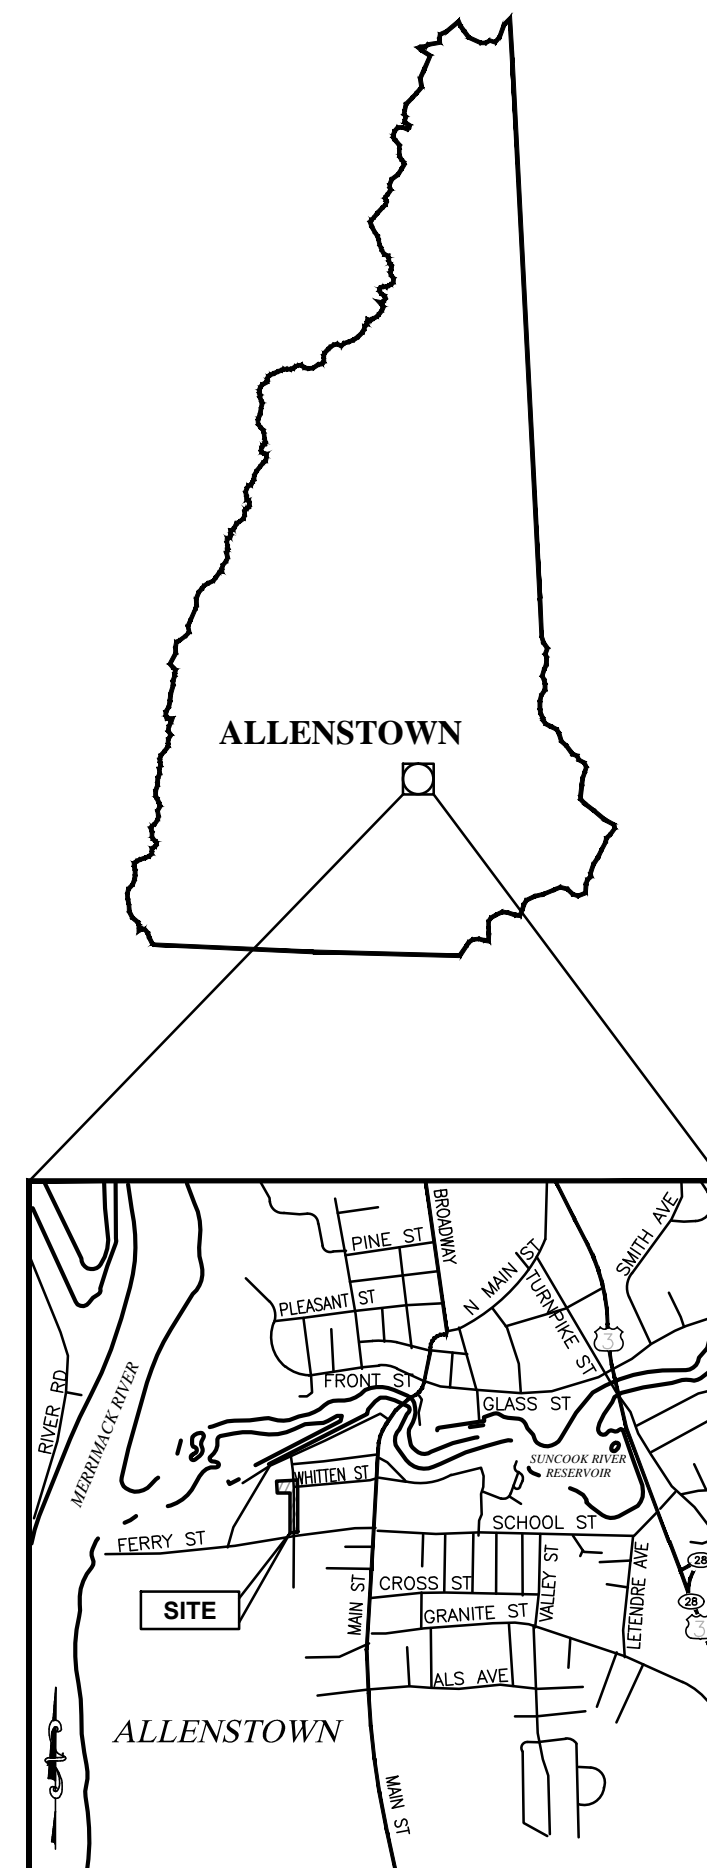 ALLENSTOWN
BROADWAY
PINE ST
SMITH AVE
N MAIN ST
TURNPIKE ST
PLEASANT ST
3
RIVER RD
MERRIMACK RIVER
FRONT ST
GLASS ST
SUNCOOK RIVER
RESERVOIR
WHITTEN ST
FERRY ST
SCHOOL ST
28
VALLEY ST
LETENDRE AVE
CROSS ST
MAIN ST
28
SITE
GRANITE ST
3
ALS AVE
ALLENSTOWN
MAIN ST